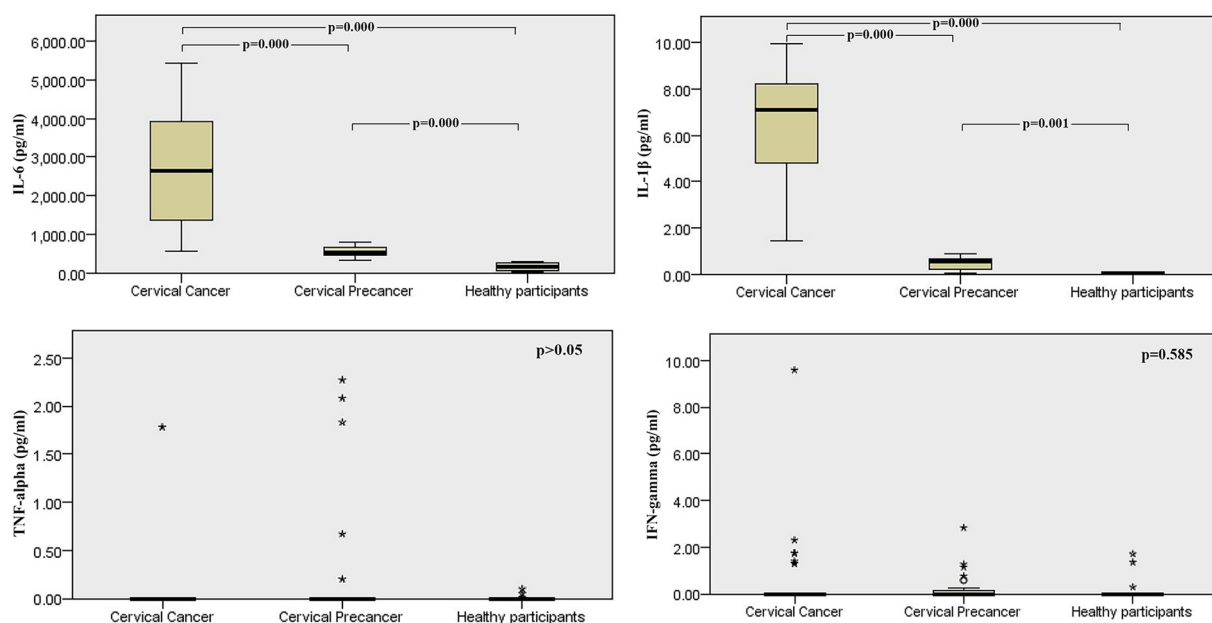 p=0.000
p=0.000
p=0.000
6,000.00
5,000.00
4,000.00
3,000.00
2,000.00
1,000.00
0.00
IL-6 (pg/ml)
Cervical Cancer Cervical Precancer Healthy participants
p=0.000
p=0.000
p=0.001
10.00
8.00
6.00
4.00
2.00
0.00
IL-1β (pg/ml)
Cervical Cancer Cervical Precancer Healthy participants
p>0.05
2.50
2.00
1.50
1.00
0.50
0.00
TNF-alpha (pg/ml)
Cervical Cancer Cervical Precancer Healthy participants
p=0.585
10.00
8.00
6.00
4.00
2.00
0.00
IFN-gamma (pg/ml)
Cervical Cancer Cervical Precancer Healthy participants